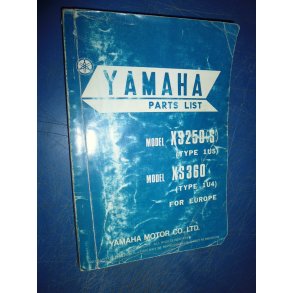 YAMAHA
PARTS LIST
MODEL XS250(S)
(TYPE 1U5)
MODEL XS360
(TYPE 1U4)
FOR EUROPE
YAMAHA MOTOR CO., LTD.